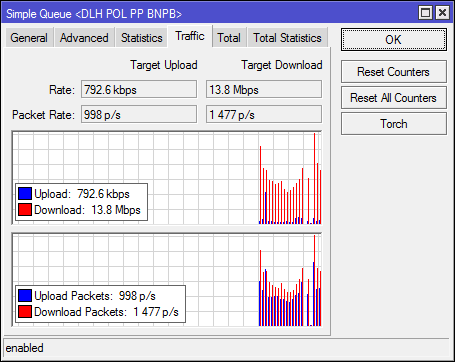 Simple Queue <DLH POL PP BNPB>
General Advanced Statistics Traffic Total Total Statistics
OK
Target Upload Target Download
Reset Counters
Rate: 792.6 kbps 13.8 Mbps
Reset All Counters
Packet Rate: 998 p/s 1 477 p/s
Torch
Upload: 792.6 kbps
Download: 13.8 Mbps
Upload Packets: 998 p/s
Download Packets: 1 477 p/s
enabled